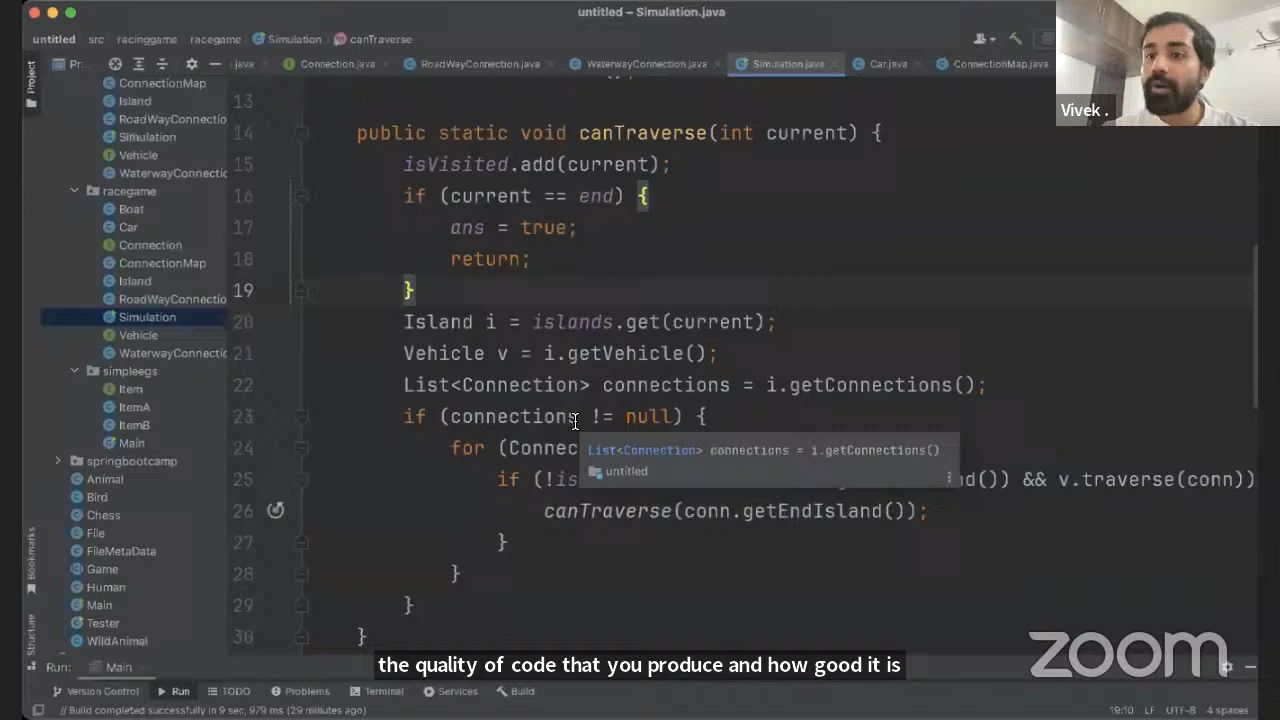 untitled – Simulation.java
untitled src racinggame racegame Simulation canTraverse
Project
Pr...
java Connection.java RoadWayConnection.java WaterwayConnection.java Simulation.java Car.java ConnectionMap.java
ConnectionMap
Island
RoadWayConnectio
Simulation
Vehicle
WaterwayConnectio
racegame
Boat
Car
Connection
ConnectionMap
Island
RoadWayConnectio
Simulation
Vehicle
WaterwayConnectio
simpleegs
Item
ItemA
ItemB
Main
springbootcamp
Animal
Bird
Chess
File
FileMetaData
Game
Human
Main
Tester
WildAnimal
Bookmarks
Structure
13
14 public static void canTraverse(int current) {
15 isVisited.add(current);
16 if (current == end) {
17 ans = true;
18 return;
19 }
20 Island i = islands.get(current);
21 Vehicle v = i.getVehicle();
22 List<Connection> connections = i.getConnections();
23 if (connections != null) {
24 for (Connec
List<Connection> connections = i.getConnections()
untitled
25 if (!is nd()) && v.traverse(conn))
26 canTraverse(conn.getEndIsland());
27 }
28 }
29 }
30 }
Vivek .
the quality of code that you produce and how good it is
zoom
Run: Main
Version Control Run TODO Problems Terminal Services Build
// Build completed successfully in 9 sec, 979 ms (29 minutes ago)
19:10 LF UTF-8 4 spaces